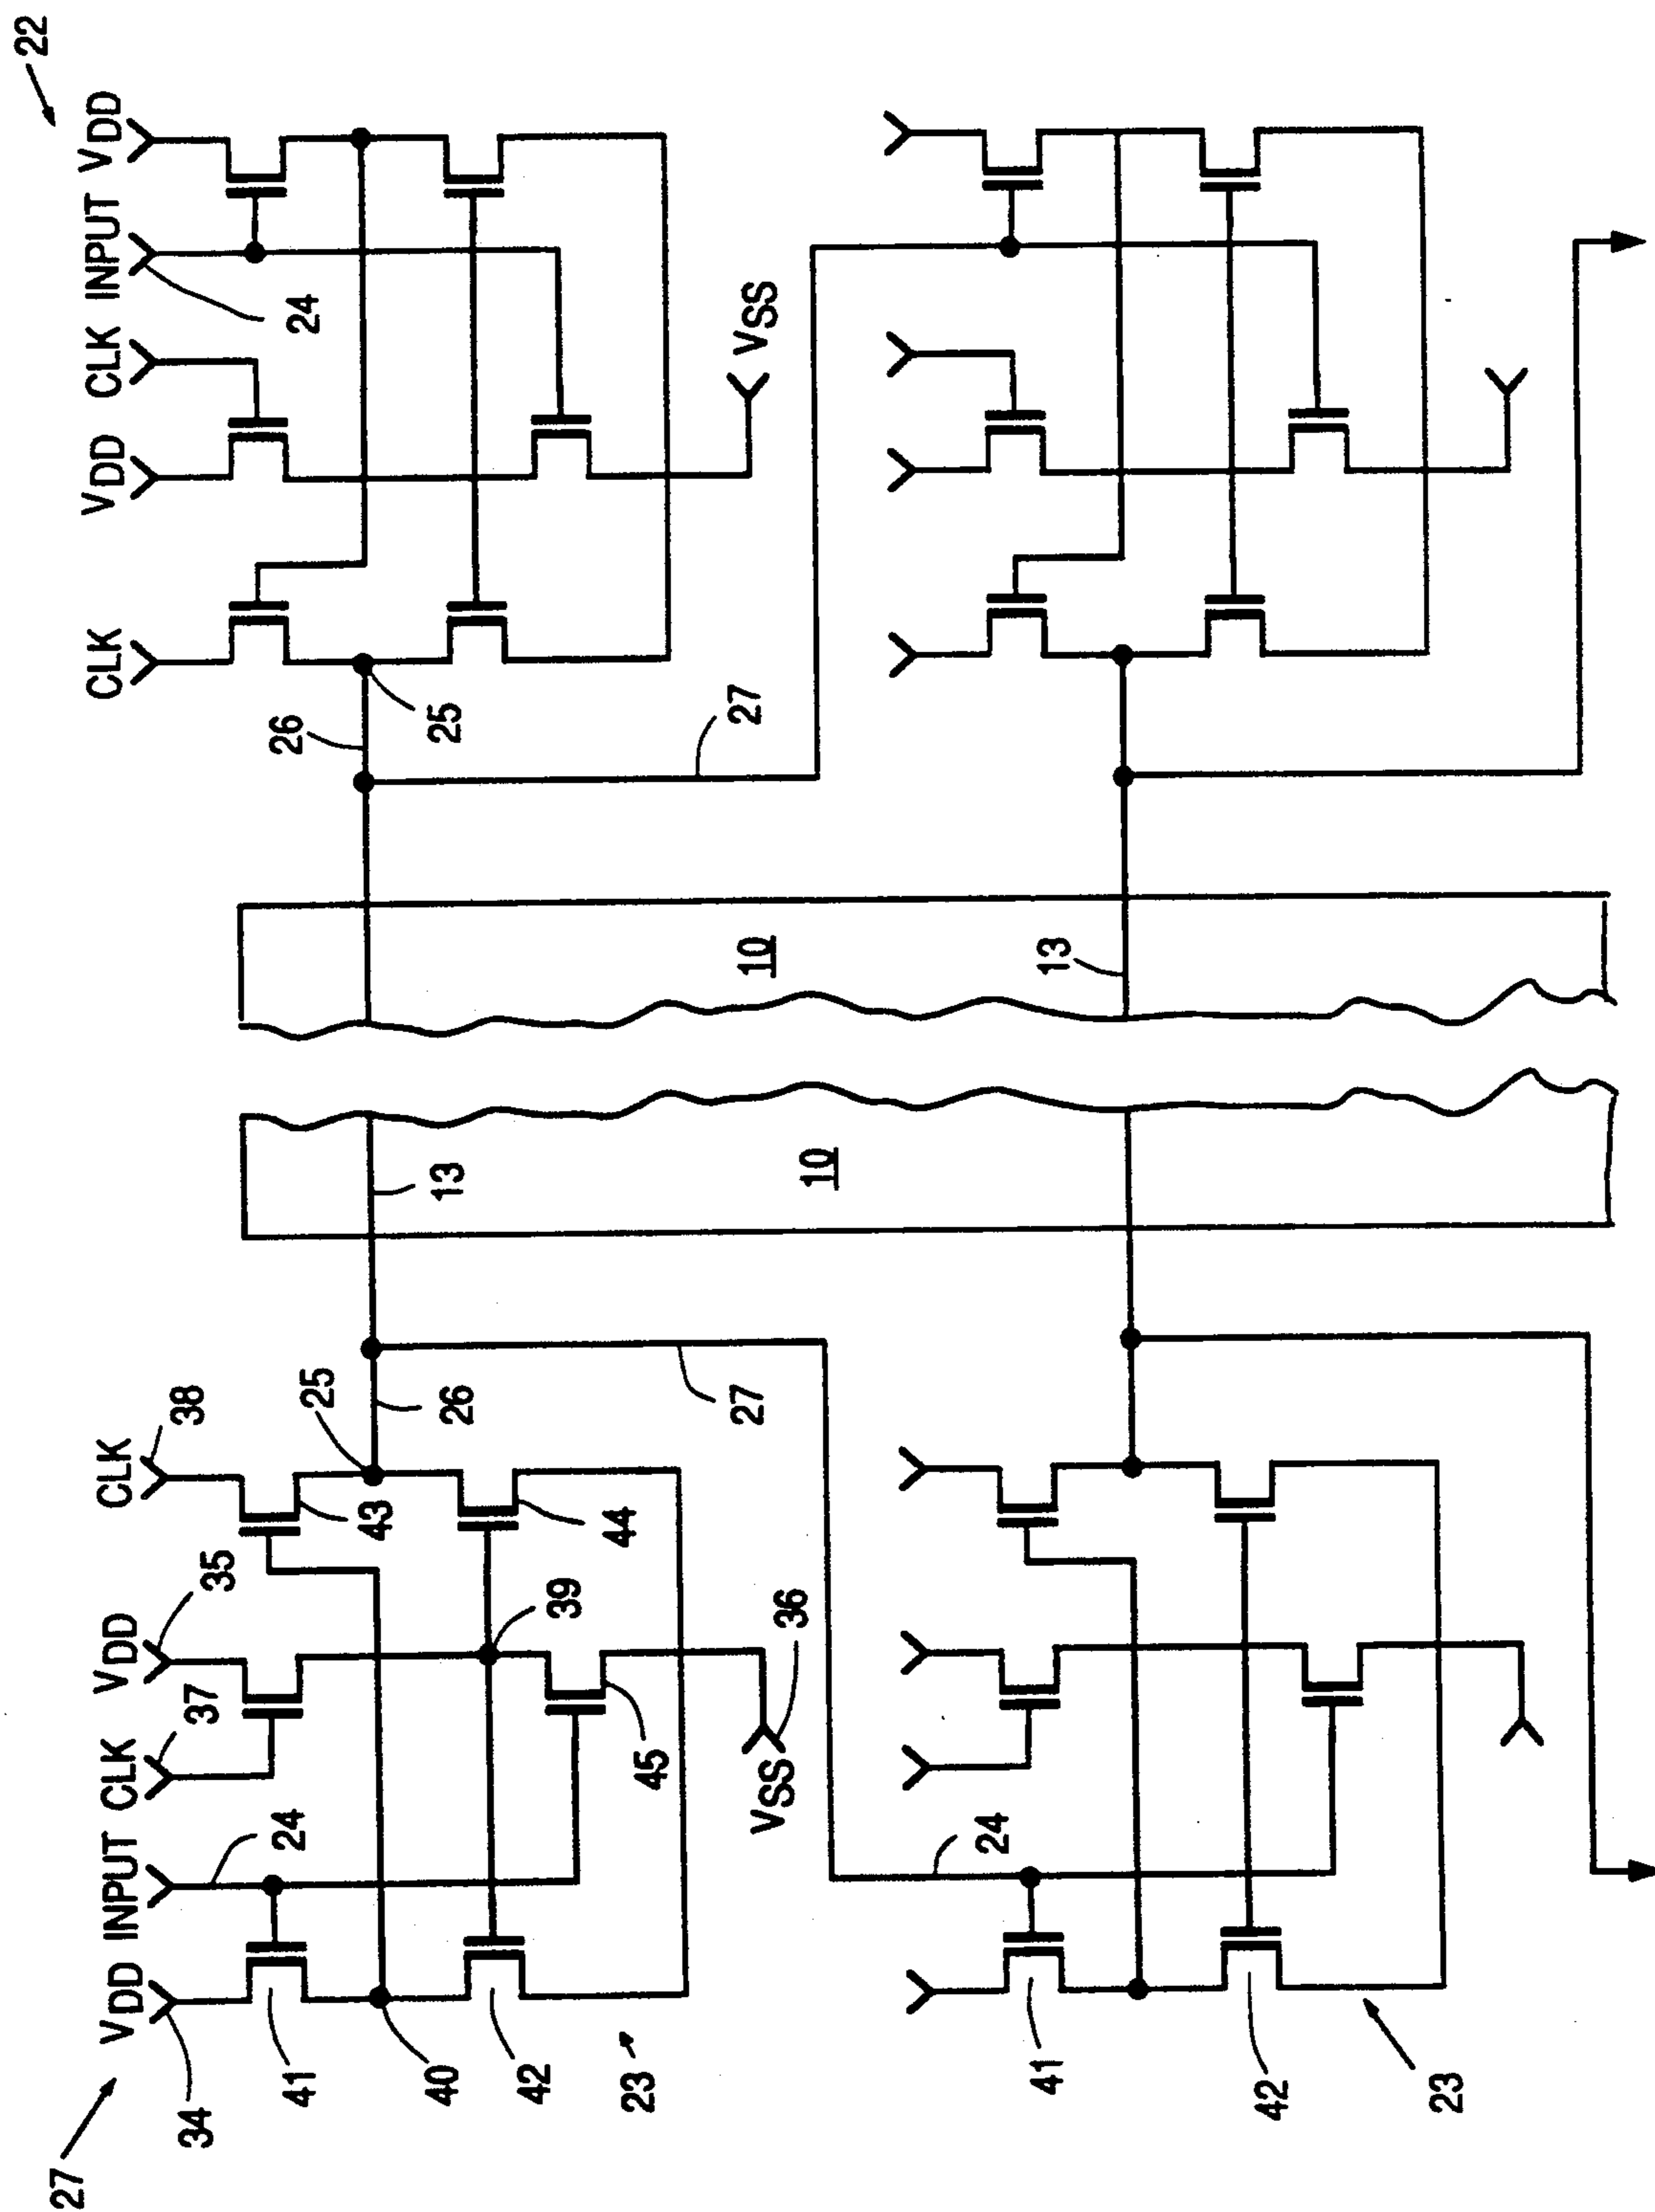 22
27
VDD INPUT CLK VDD CLK
CLK VDD CLK INPUT VDD
34 37 35 38
41 24 26 24
25
43
40 13 25
26
42
39
44
23
45
27 27
10
VSS
VSS
36
10
24
41
13
42
23